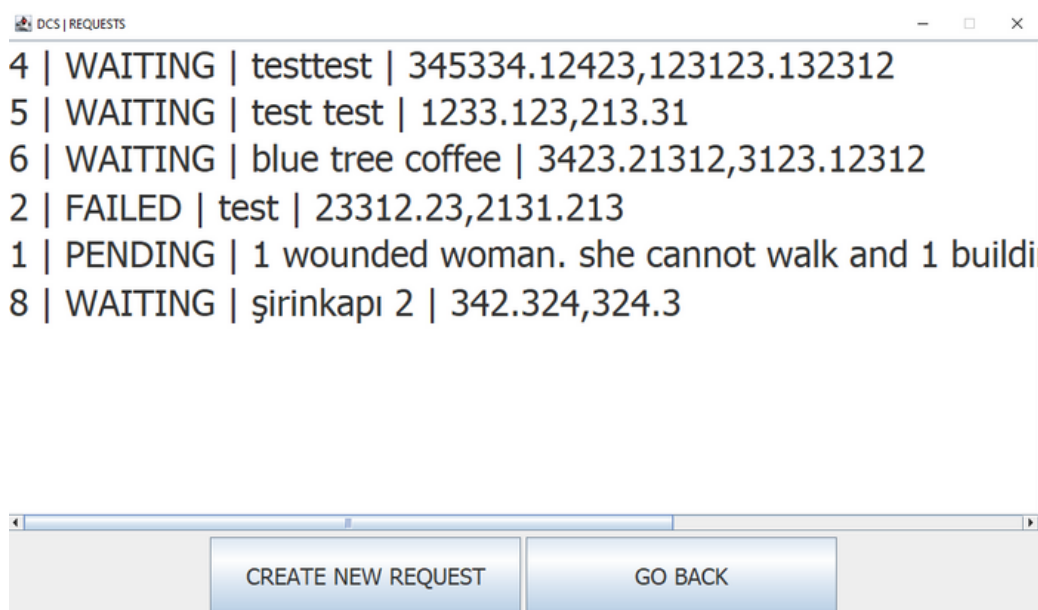 DCS | REQUESTS
4 | WAITING | testtest | 345334.12423,123123.132312
5 | WAITING | test test | 1233.123,213.31
6 | WAITING | blue tree coffee | 3423.21312,3123.12312
2 | FAILED | test | 23312.23,2131.213
1 | PENDING | 1 wounded woman. she cannot walk and 1 buildi
8 | WAITING | şirinkapı 2 | 342.324,324.3
CREATE NEW REQUEST
GO BACK